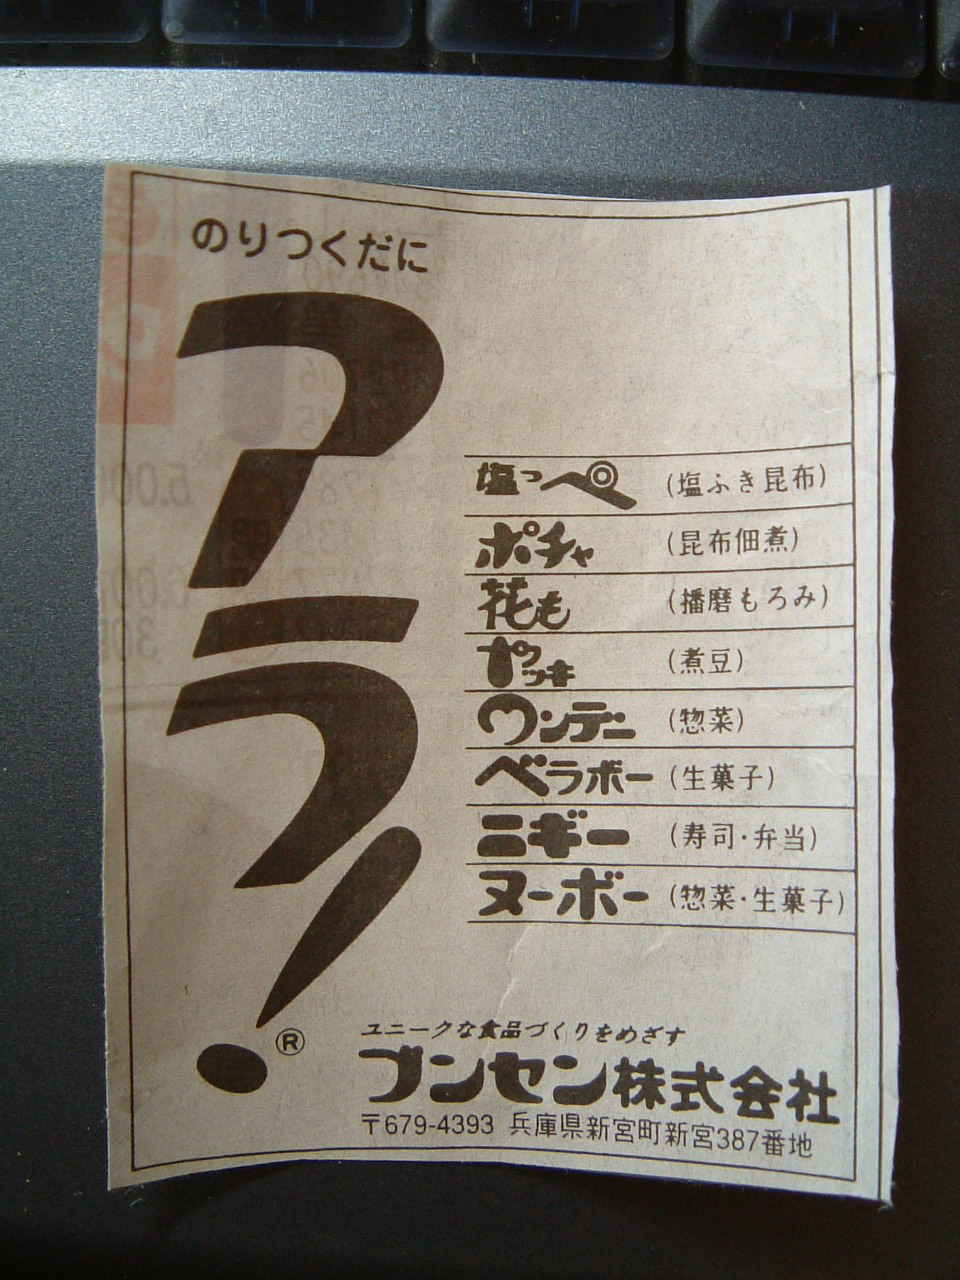 のりつくだに
アラ!
®
塩っぺ (塩ふき昆布)
ポチャ (昆布佃煮)
花も (播磨もろみ)
ヤッキ (煮豆)
ワンデー (惣菜)
ベラボー (生菓子)
ニギー (寿司・弁当)
ヌーボー (惣菜・生菓子)
ユニークな食品づくりをめざす
ブンセン株式会社
〒679-4393 兵庫県新宮町新宮387番地